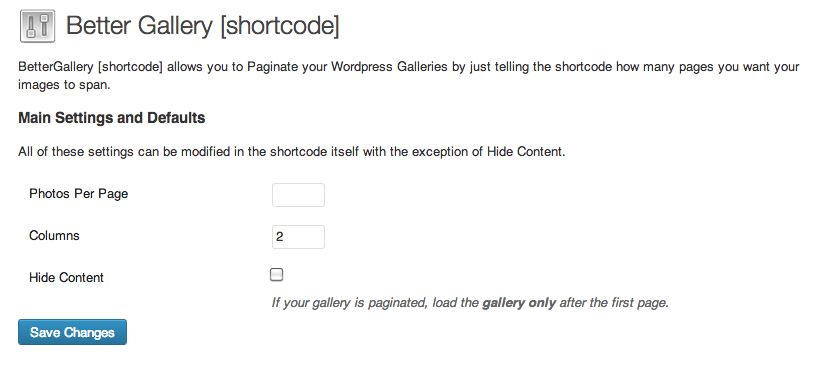 Better Gallery [shortcode]
BetterGallery [shortcode] allows you to Paginate your Wordpress Galleries by just telling the shortcode how many pages you want your
images to span.
Main Settings and Defaults
All of these settings can be modified in the shortcode itself with the exception of Hide Content.
Photos Per Page
Columns 2
Hide Content
If your gallery is paginated, load the gallery only after the first page.
Save Changes